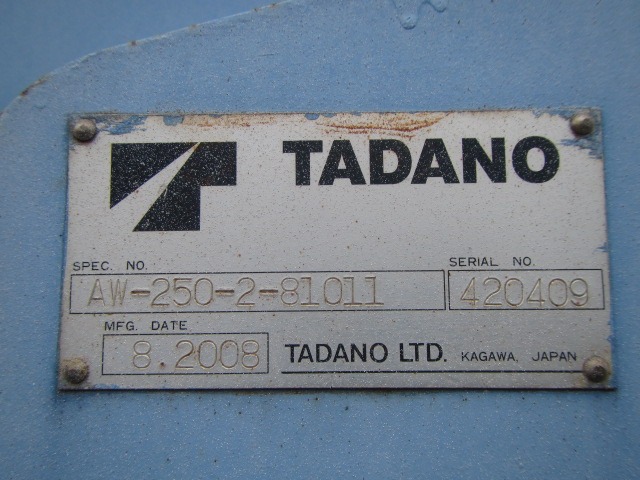 TADANO
SPEC. NO. SERIAL NO.
AW-250-2-81011 420409
MFG. DATE
8.2008 TADANO LTD. KAGAWA, JAPAN